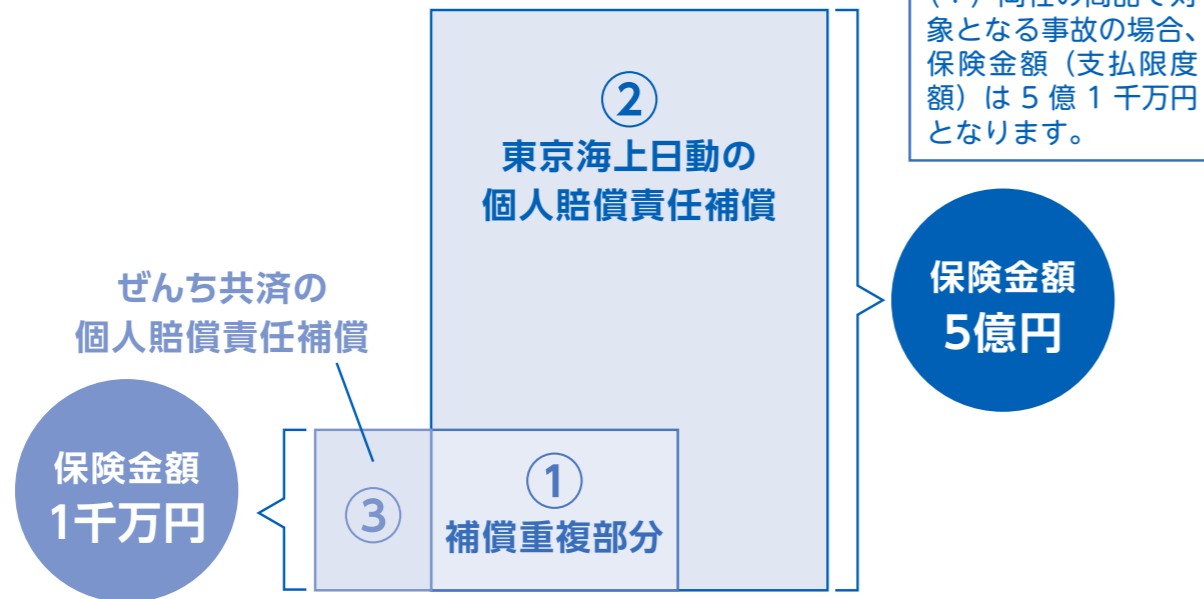 象となる事故の場合、
保険金額（支払限度
額）は 5 億 1 千万円
となります。
②
東京海上日動の
個人賠償責任補償
保険金額
5億円
ぜんち共済の
個人賠償責任補償
保険金額
1千万円
③
①
補償重複部分